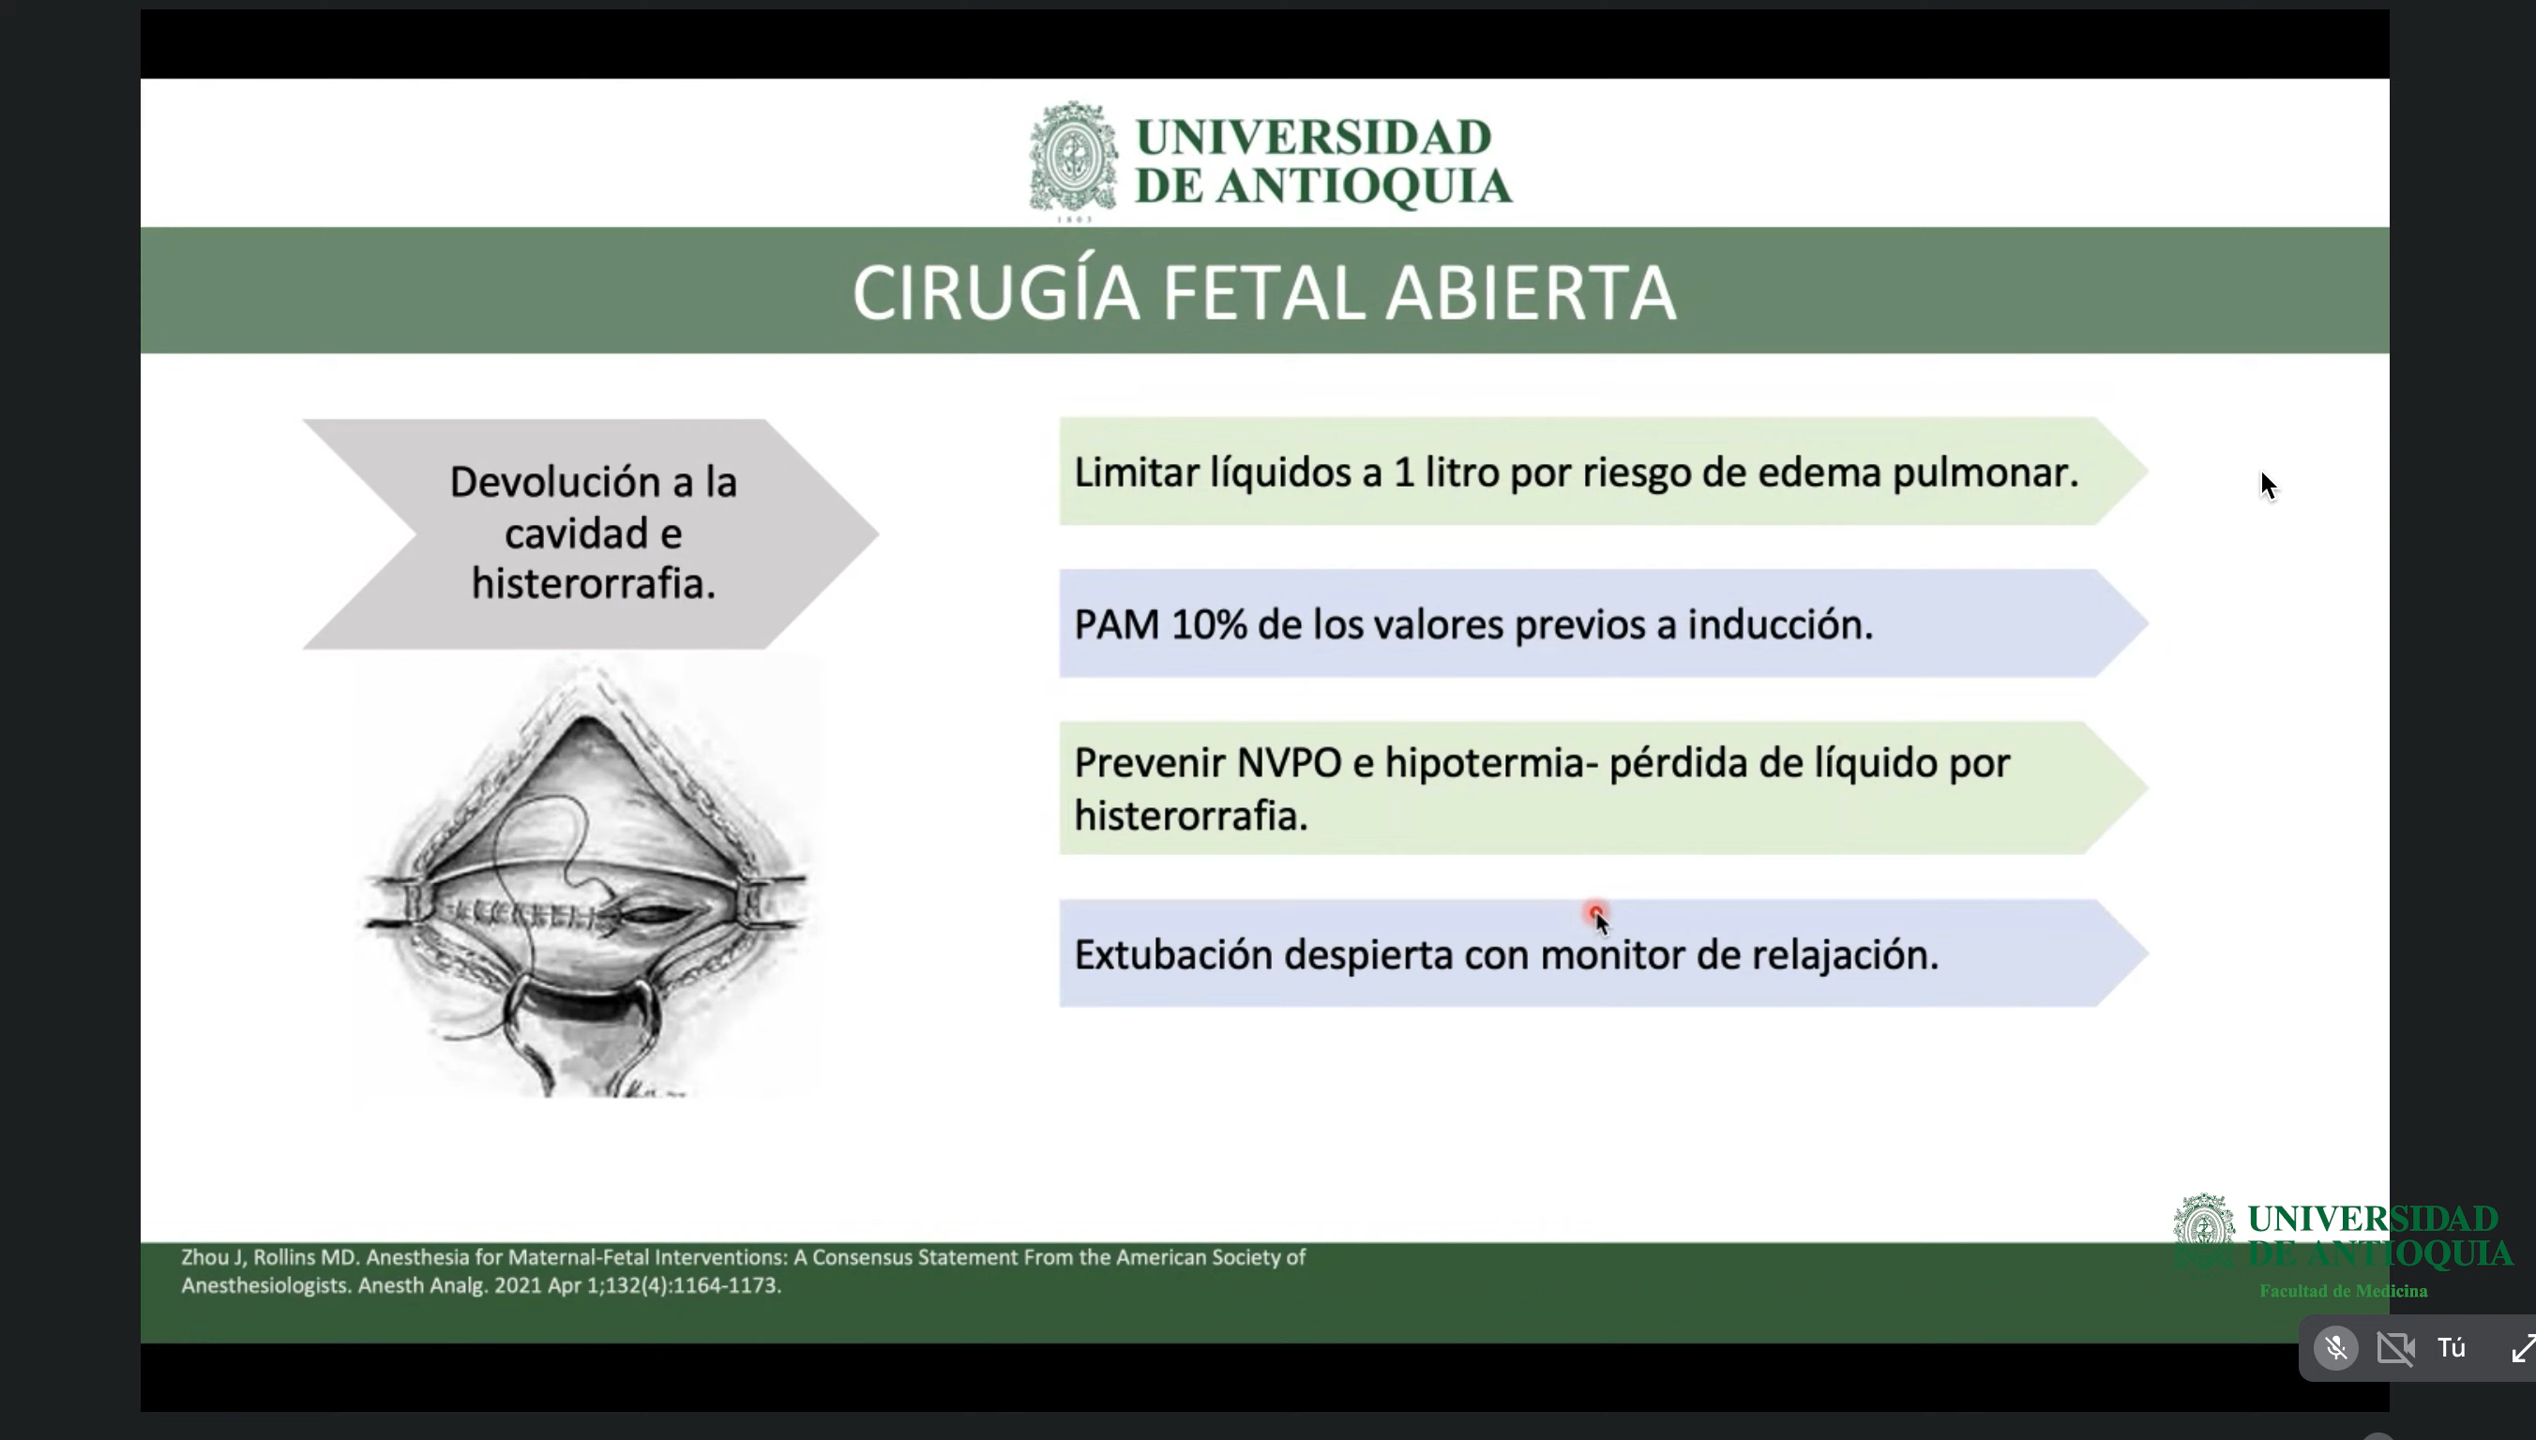 UNIVERSIDAD
DE ANTIOQUIA
1803
CIRUGÍA FETAL ABIERTA
Devolución a la
cavidad e
histerorrafia.
Limitar líquidos a 1 litro por riesgo de edema pulmonar.
PAM 10% de los valores previos a inducción.
Prevenir NVPO e hipotermia- pérdida de líquido por
histerorrafia.
Extubación despierta con monitor de relajación.
Zhou J, Rollins MD. Anesthesia for Maternal-Fetal Interventions: A Consensus Statement From the American Society of
Anesthesiologists. Anesth Analg. 2021 Apr 1;132(4):1164-1173.
UNIVERSIDAD
DE ANTIOQUIA
Facultad de Medicina
Tú